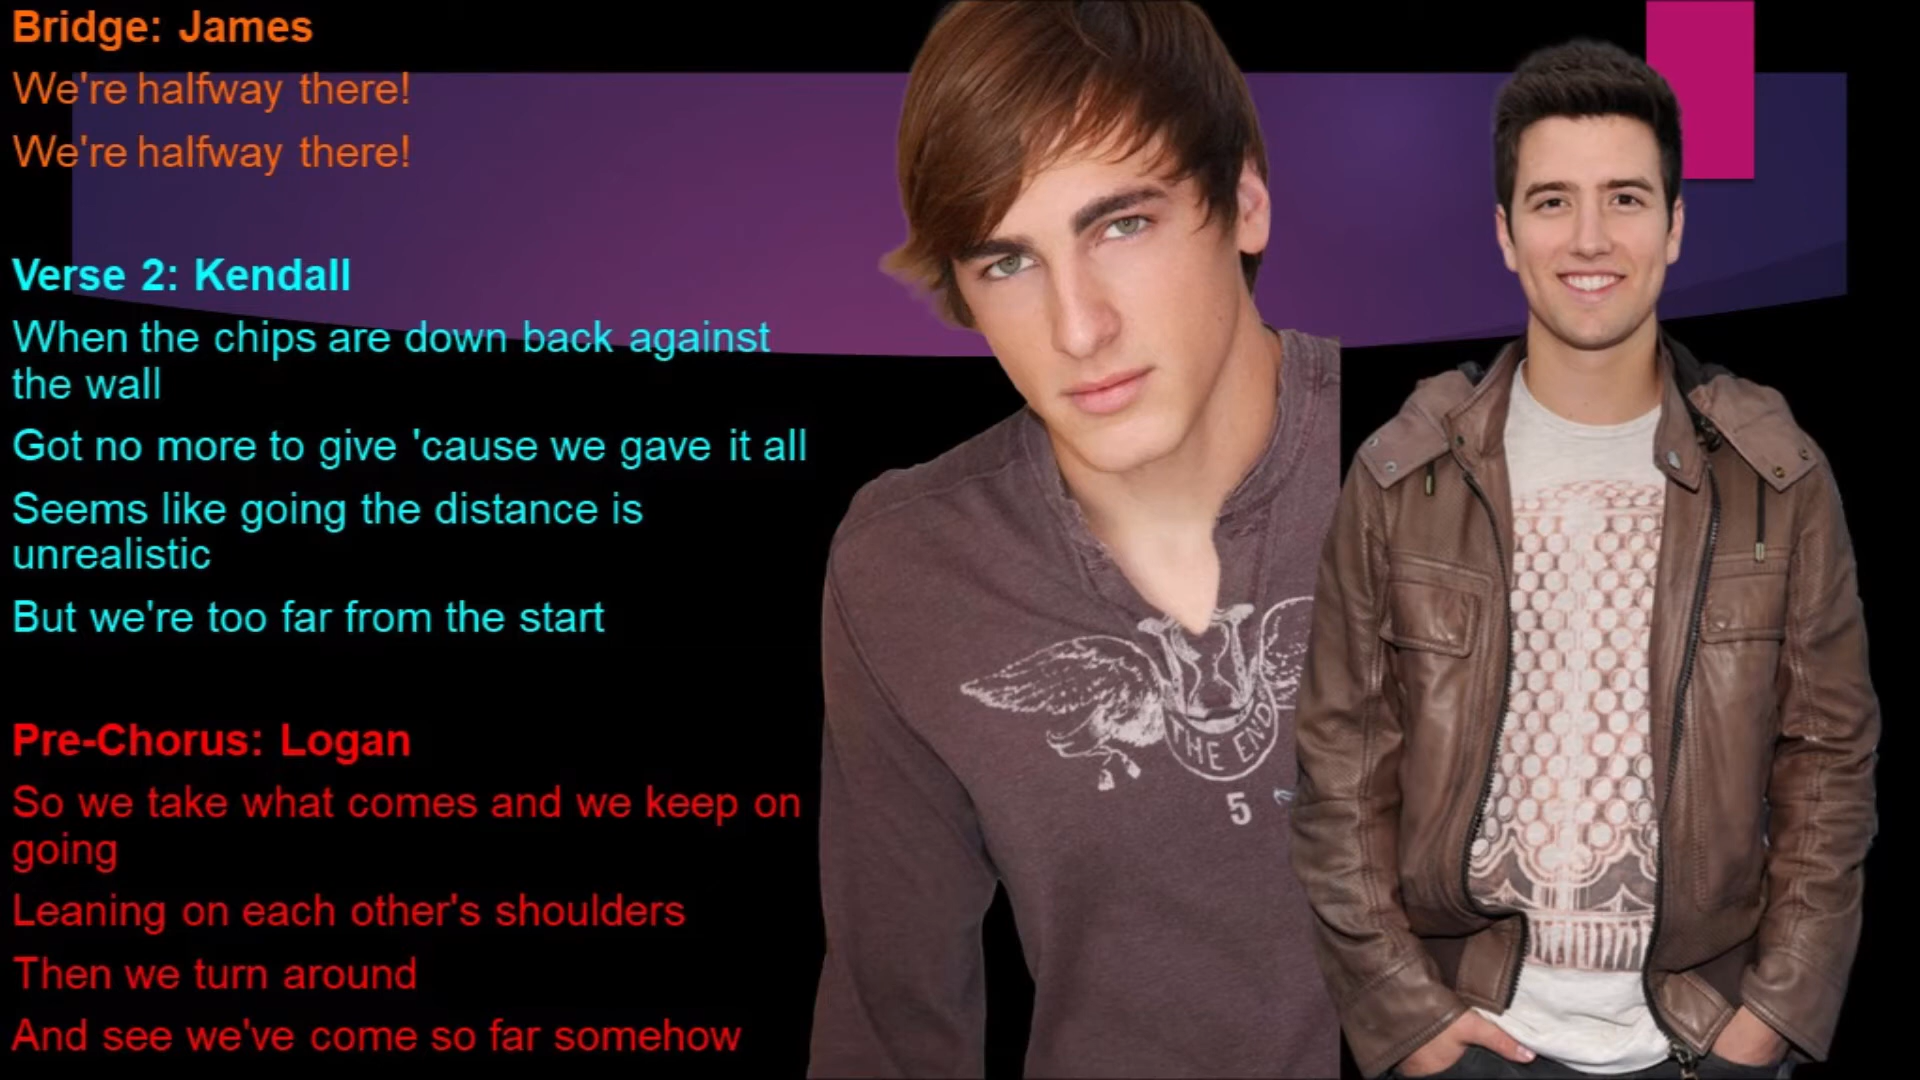 Bridge: James
We're halfway there!
We're halfway there!
Verse 2: Kendall
When the chips are down back against
the wall
Got no more to give 'cause we gave it all
Seems like going the distance is
unrealistic
But we're too far from the start
Pre-Chorus: Logan
So we take what comes and we keep on
going
Leaning on each other's shoulders
Then we turn around
And see we've come so far somehow
THE END
5